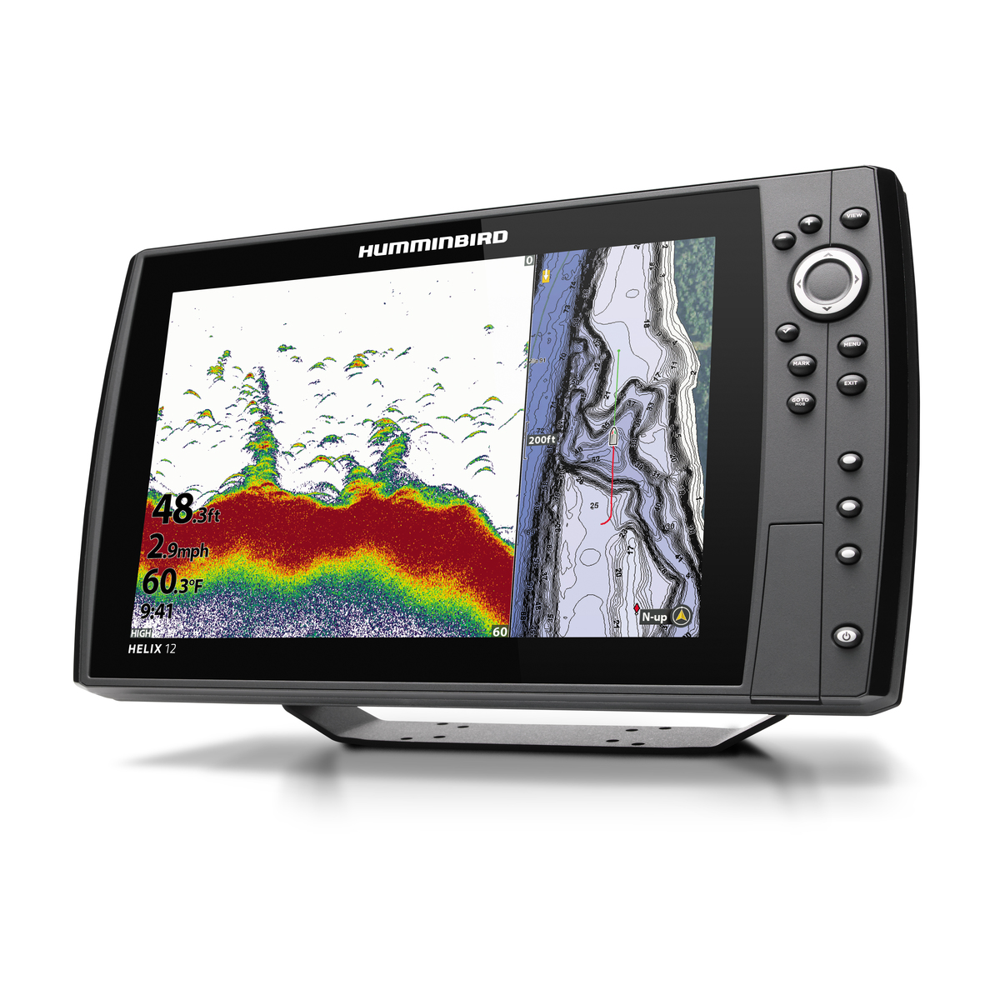 HUMMINBIRD
0
200ft
25
48.3ft
2.9mph
60.3°F
9:41
HIGH
60
N-up
HELIX 12
VIEW
+
MENU
MARK
EXIT
GO TO
MOB